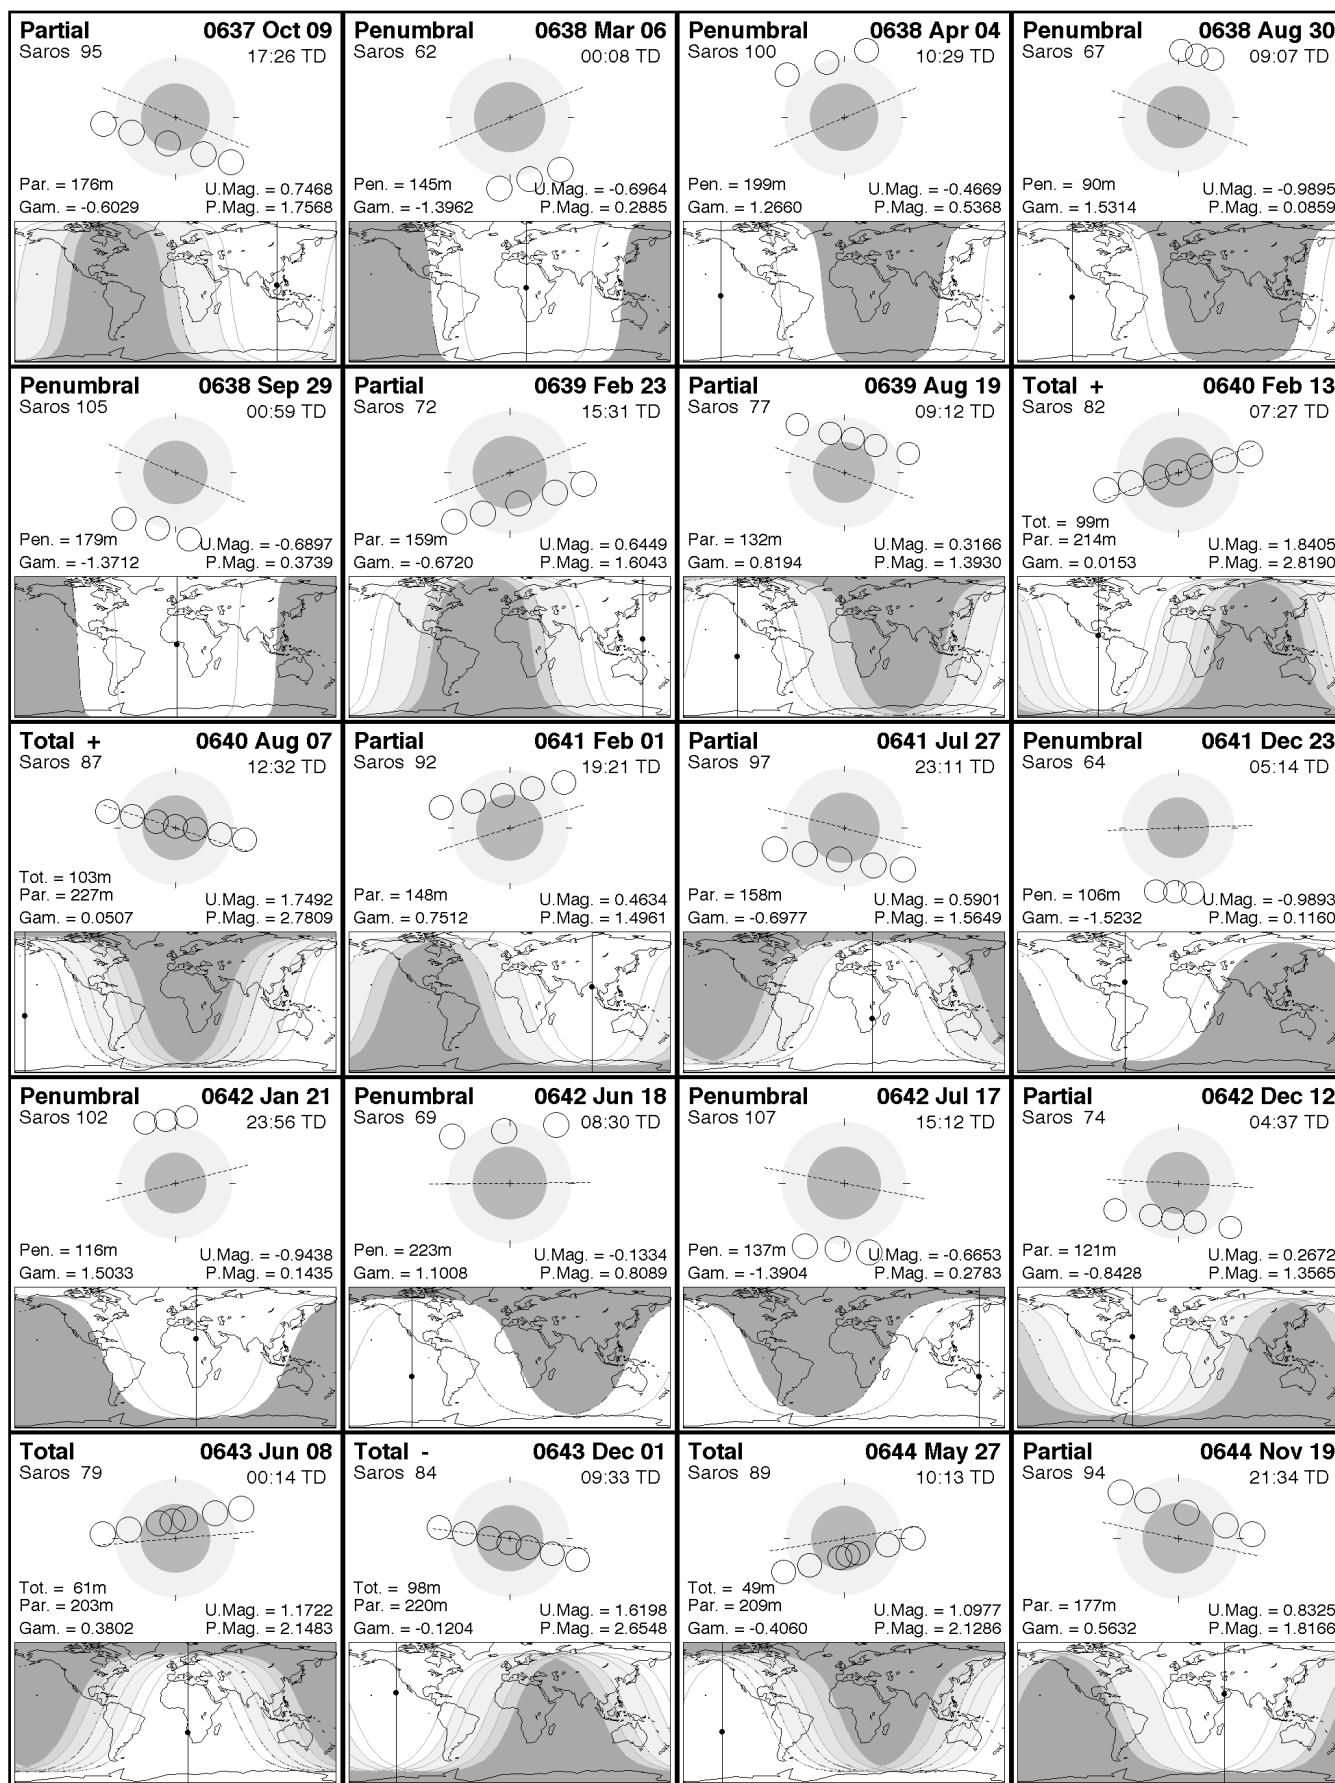 Partial 0637 Oct 09
Saros 95 17:26 TD
Par. = 176m U.Mag. = 0.7468
Gam. = -0.6029 P.Mag. = 1.7568
Penumbral 0638 Mar 06
Saros 62 00:08 TD
Pen. = 145m U.Mag. = -0.6964
Gam. = -1.3962 P.Mag. = 0.2885
Penumbral 0638 Apr 04
Saros 100 10:29 TD
Pen. = 199m U.Mag. = -0.4669
Gam. = 1.2660 P.Mag. = 0.5368
Penumbral 0638 Aug 30
Saros 67 09:07 TD
Pen. = 90m U.Mag. = -0.9895
Gam. = 1.5314 P.Mag. = 0.0859
Penumbral 0638 Sep 29
Saros 105 00:59 TD
Pen. = 179m U.Mag. = -0.6897
Gam. = -1.3712 P.Mag. = 0.3739
Partial 0639 Feb 23
Saros 72 15:31 TD
Par. = 159m U.Mag. = 0.6449
Gam. = -0.6720 P.Mag. = 1.6043
Partial 0639 Aug 19
Saros 77 09:12 TD
Par. = 132m U.Mag. = 0.3166
Gam. = 0.8194 P.Mag. = 1.3930
Total + 0640 Feb 13
Saros 82 07:27 TD
Tot. = 99m
Par. = 214m U.Mag. = 1.8405
Gam. = 0.0153 P.Mag. = 2.8190
Total + 0640 Aug 07
Saros 87 12:32 TD
Tot. = 103m
Par. = 227m U.Mag. = 1.7492
Gam. = 0.0507 P.Mag. = 2.7809
Partial 0641 Feb 01
Saros 92 19:21 TD
Par. = 148m U.Mag. = 0.4634
Gam. = 0.7512 P.Mag. = 1.4961
Partial 0641 Jul 27
Saros 97 23:11 TD
Par. = 158m U.Mag. = 0.5901
Gam. = -0.6977 P.Mag. = 1.5649
Penumbral 0641 Dec 23
Saros 64 05:14 TD
Pen. = 106m U.Mag. = -0.9893
Gam. = -1.5232 P.Mag. = 0.1160
Penumbral 0642 Jan 21
Saros 102 23:56 TD
Pen. = 116m U.Mag. = -0.9438
Gam. = 1.5033 P.Mag. = 0.1435
Penumbral 0642 Jun 18
Saros 69 08:30 TD
Pen. = 223m U.Mag. = -0.1334
Gam. = 1.1008 P.Mag. = 0.8089
Penumbral 0642 Jul 17
Saros 107 15:12 TD
Pen. = 137m U.Mag. = -0.6653
Gam. = -1.3904 P.Mag. = 0.2783
Partial 0642 Dec 12
Saros 74 04:37 TD
Par. = 121m U.Mag. = 0.2672
Gam. = -0.8428 P.Mag. = 1.3565
Total 0643 Jun 08
Saros 79 00:14 TD
Tot. = 61m
Par. = 203m U.Mag. = 1.1722
Gam. = 0.3802 P.Mag. = 2.1483
Total - 0643 Dec 01
Saros 84 09:33 TD
Tot. = 98m
Par. = 220m U.Mag. = 1.6198
Gam. = -0.1204 P.Mag. = 2.6548
Total 0644 May 27
Saros 89 10:13 TD
Tot. = 49m
Par. = 209m U.Mag. = 1.0977
Gam. = -0.4060 P.Mag. = 2.1286
Partial 0644 Nov 19
Saros 94 21:34 TD
Par. = 177m U.Mag. = 0.8325
Gam. = 0.5632 P.Mag. = 1.8166